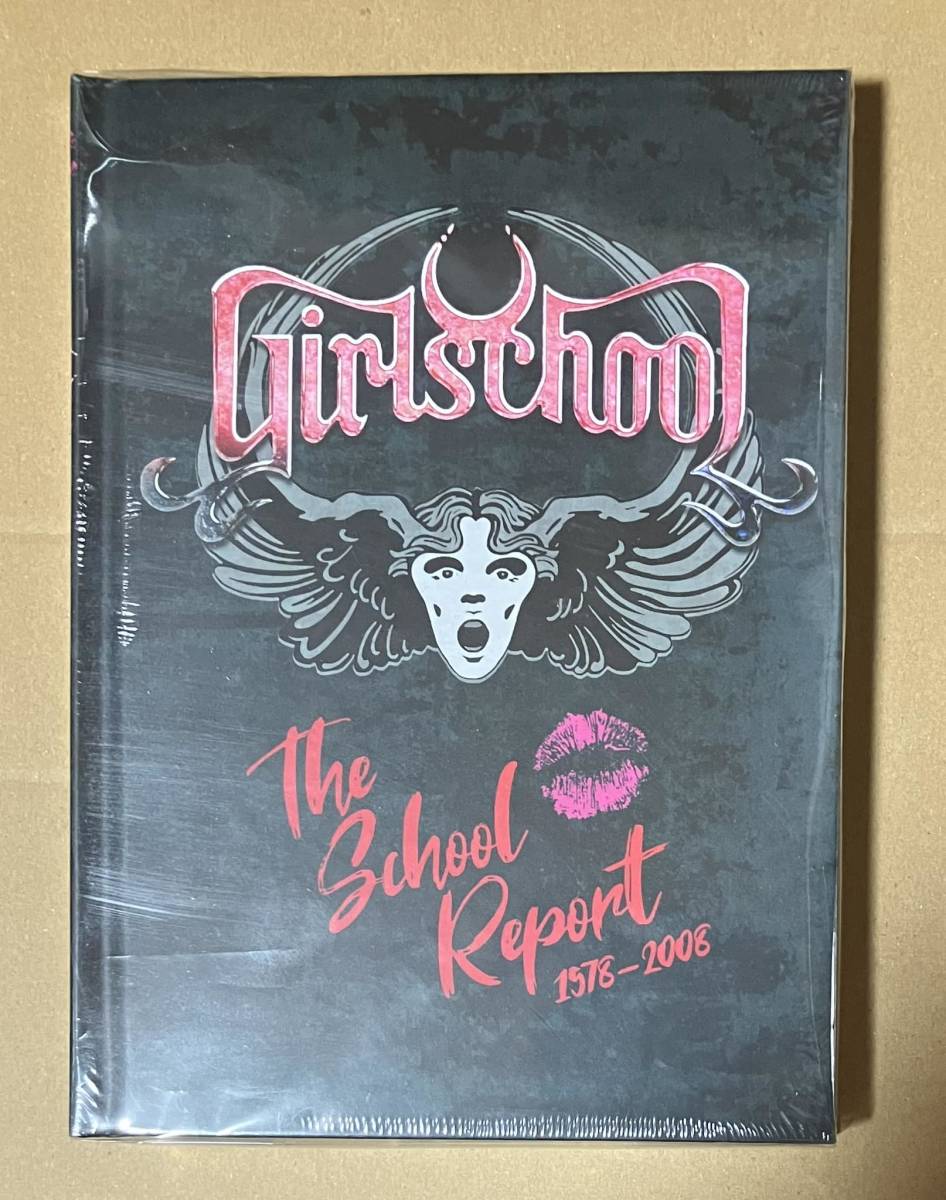 Girlschool
The
School
Report
1978-2008